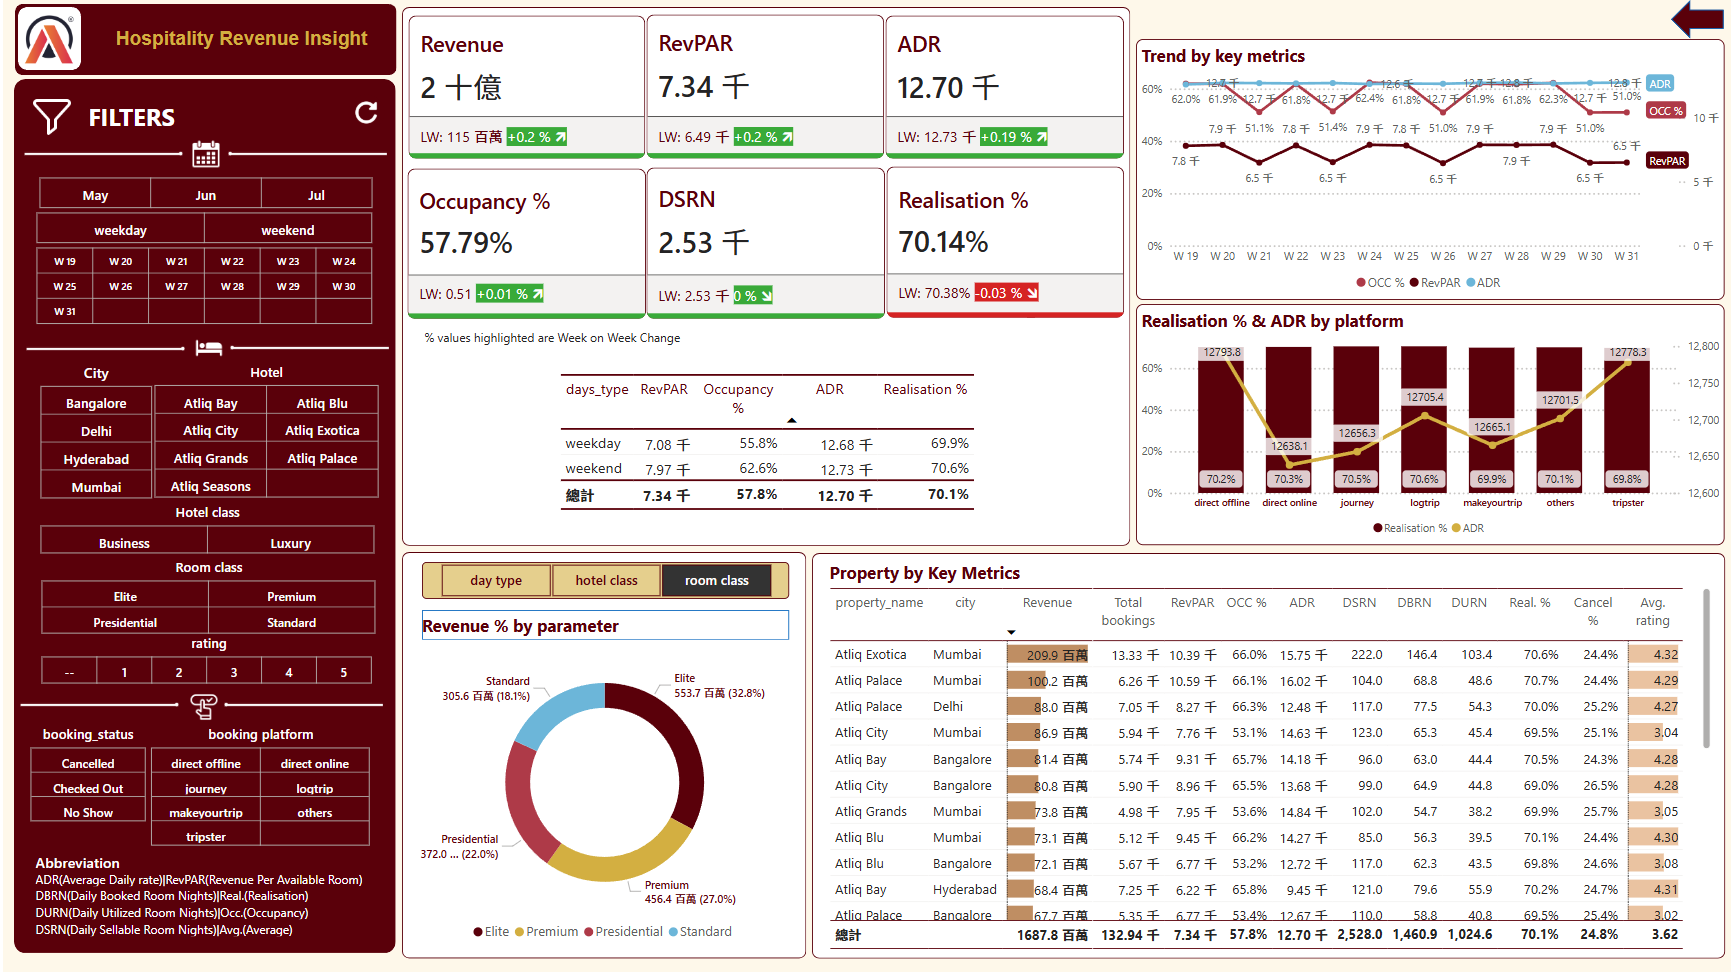 Hospitality Revenue Insight
FILTERS
May Jun Jul
weekday weekend
W 19 W 20 W 21 W 22 W 23 W 24
W 25 W 26 W 27 W 28 W 29 W 30
W 31
City Hotel
Bangalore Atliq Bay Atliq Blu
Delhi Atliq City Atliq Exotica
Hyderabad Atliq Grands Atliq Palace
Mumbai Atliq Seasons
Hotel class
Business Luxury
Room class
Elite Premium
Presidential Standard
rating
-- 1 2 3 4 5
booking_status booking platform
Cancelled direct offline direct online
Checked Out journey logtrip
No Show makeyourtrip others
tripster
Abbreviation
ADR(Average Daily rate)|RevPAR(Revenue Per Available Room)
DBRN(Daily Booked Room Nights)|Real.(Realisation)
DURN(Daily Utilized Room Nights)|Occ.(Occupancy)
DSRN(Daily Sellable Room Nights)|Avg.(Average)
Revenue
2 十億
LW: 115 百萬 +0.2 %
RevPAR
7.34 千
LW: 6.49 千 +0.2 %
ADR
12.70 千
LW: 12.73 千 +0.19 %
Occupancy %
57.79%
LW: 0.51 +0.01 %
DSRN
2.53 千
LW: 2.53 千 0 %
Realisation %
70.14%
LW: 70.38% -0.03 %
% values highlighted are Week on Week Change
days_type RevPAR Occupancy % ADR Realisation %
weekday 7.08 千 55.8% 12.68 千 69.9%
weekend 7.97 千 62.6% 12.73 千 70.6%
總計 7.34 千 57.8% 12.70 千 70.1%
Trend by key metrics
60% 40% 20% 0%
12.7 千 12.6 千 12.7 千 12.8 千 12.8 千
62.0% 61.9% 12.7 千 61.8% 12.7 千 62.4% 61.8% 12.7 千 61.9% 61.8% 62.3% 12.7 千 51.0%
51.1% 51.4% 51.0% 51.0%
7.9 千 7.8 千 7.9 千 7.8 千 7.9 千 7.9 千
7.8 千 7.9 千 6.5 千
6.5 千 6.5 千 6.5 千 6.5 千
ADR
OCC %
RevPAR
10 千
5 千
0 千
W 19 W 20 W 21 W 22 W 23 W 24 W 25 W 26 W 27 W 28 W 29 W 30 W 31
OCC % RevPAR ADR
Realisation % & ADR by platform
60% 40% 20% 0%
12793.8 12638.1 12656.3 12705.4 12665.1 12701.5 12778.3
70.2% 70.3% 70.5% 70.6% 69.9% 70.1% 69.8%
12,800 12,750 12,700 12,650 12,600
direct offline direct online journey logtrip makeyourtrip others tripster
Realisation % ADR
day type hotel class room class
Revenue % by parameter
Standard
305.6 百萬 (18.1%)
Elite
553.7 百萬 (32.8%)
Presidential
372.0 ... (22.0%)
Premium
456.4 百萬 (27.0%)
Elite Premium Presidential Standard
Property by Key Metrics
property_name city Revenue Total bookings RevPAR OCC % ADR DSRN DBRN DURN Real. % Cancel % Avg. rating
Atliq Exotica Mumbai 209.9 百萬 13.33 千 10.39 千 66.0% 15.75 千 222.0 146.4 103.4 70.6% 24.4% 4.32
Atliq Palace Mumbai 100.2 百萬 6.26 千 10.59 千 66.1% 16.02 千 104.0 68.8 48.6 70.7% 24.4% 4.29
Atliq Palace Delhi 88.0 百萬 7.05 千 8.27 千 66.3% 12.48 千 117.0 77.5 54.3 70.0% 25.2% 4.27
Atliq City Mumbai 86.9 百萬 5.94 千 7.76 千 53.1% 14.63 千 123.0 65.3 45.4 69.5% 25.1% 3.04
Atliq Bay Bangalore 81.4 百萬 5.74 千 9.31 千 65.7% 14.18 千 96.0 63.0 44.4 70.5% 24.3% 4.28
Atliq City Bangalore 80.8 百萬 5.90 千 8.96 千 65.5% 13.68 千 99.0 64.9 44.8 69.0% 26.5% 4.28
Atliq Grands Mumbai 73.8 百萬 4.98 千 7.95 千 53.6% 14.84 千 102.0 54.7 38.2 69.9% 25.7% 3.05
Atliq Blu Mumbai 73.1 百萬 5.12 千 9.45 千 66.2% 14.27 千 85.0 56.3 39.5 70.1% 24.4% 4.30
Atliq Blu Bangalore 72.1 百萬 5.67 千 6.77 千 53.2% 12.72 千 117.0 62.3 43.5 69.8% 24.6% 3.08
Atliq Bay Hyderabad 68.4 百萬 7.25 千 6.22 千 65.8% 9.45 千 121.0 79.6 55.9 70.2% 24.7% 4.31
Atliq Palace Bangalore 67.7 百萬 5.35 千 6.77 千 53.4% 12.67 千 110.0 58.8 40.8 69.5% 25.4% 3.02
總計 1687.8 百萬 132.94 千 7.34 千 57.8% 12.70 千 2,528.0 1,460.9 1,024.6 70.1% 24.8% 3.62